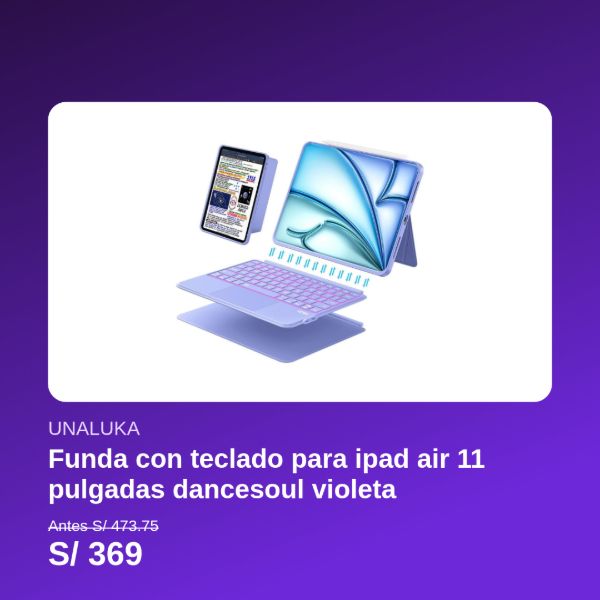 UNALUKA
Funda con teclado para ipad air 11
pulgadas dancesoul violeta
Antes S/ 473.75
S/ 369